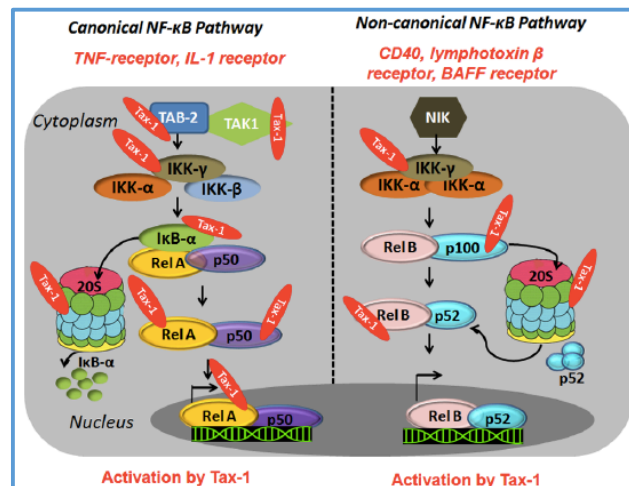 Canonical NF-κB Pathway
TNF-receptor, IL-1 receptor
Cytoplasm
Tax-1
TAB-2
TAK1
Tax-1
Tax-1
IKK-γ
IKK-α
IKK-β
Tax-1
IκB-α
Rel A
p50
20S
Tax-1
Tax-1
Tax-1
Rel A
p50
IκB-α
Tax-1
Nucleus
Rel A
p50
Activation by Tax-1
Non-canonical NF-κB Pathway
CD40, lymphotoxin β
receptor, BAFF receptor
NIK
Tax-1
IKK-γ
IKK-α
IKK-α
Tax-1
Rel B
p100
20S
Tax-1
Tax-1
Rel B
p52
p52
Rel B
p52
Activation by Tax-1